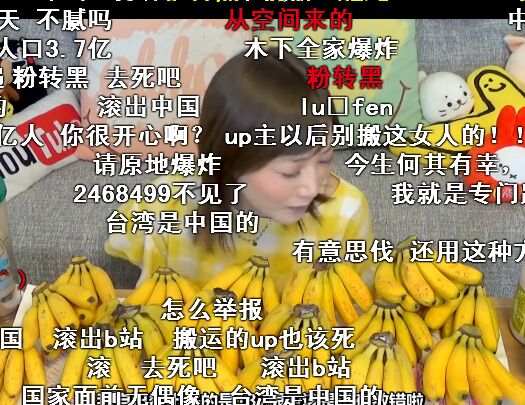 天 不腻吗 从空间来的 中
人口3.7亿 木下全家爆炸
粉转黑 去死吧 粉转黑
滚出中国 lu□fen
亿人 你很开心啊？ up主以后别搬这女人的！！
YouTube
请原地爆炸 今生何其有幸
2468499不见了 我就是专门
台湾是中国的
有意思伐 还用这种
)
怎么举报
国 滚出b站 搬运的up也该死
滚 去死吧 滚出b站
国家面前无偶像 台湾是中国的